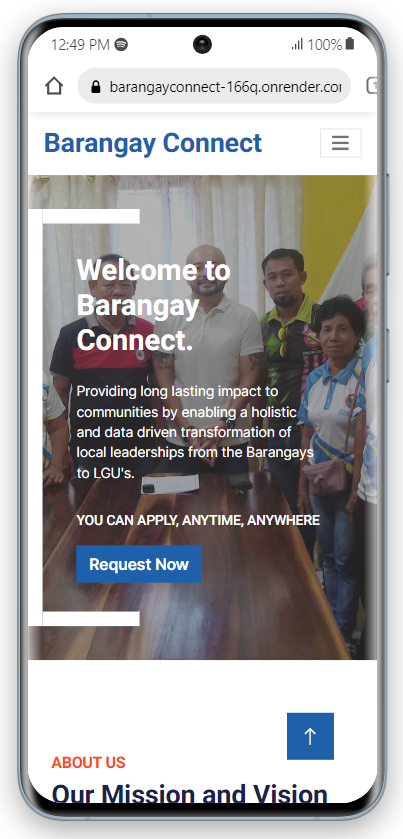 12:49 PM
100%
barangayconnect-166q.onrender.co
Barangay Connect
Welcome to
Barangay
Connect.
Providing long lasting impact to
communities by enabling a holistic
and data driven transformation of
local leaderships from the Barangays
to LGU's.
YOU CAN APPLY, ANYTIME, ANYWHERE
Request Now
ABOUT US
Our Mission and Vision